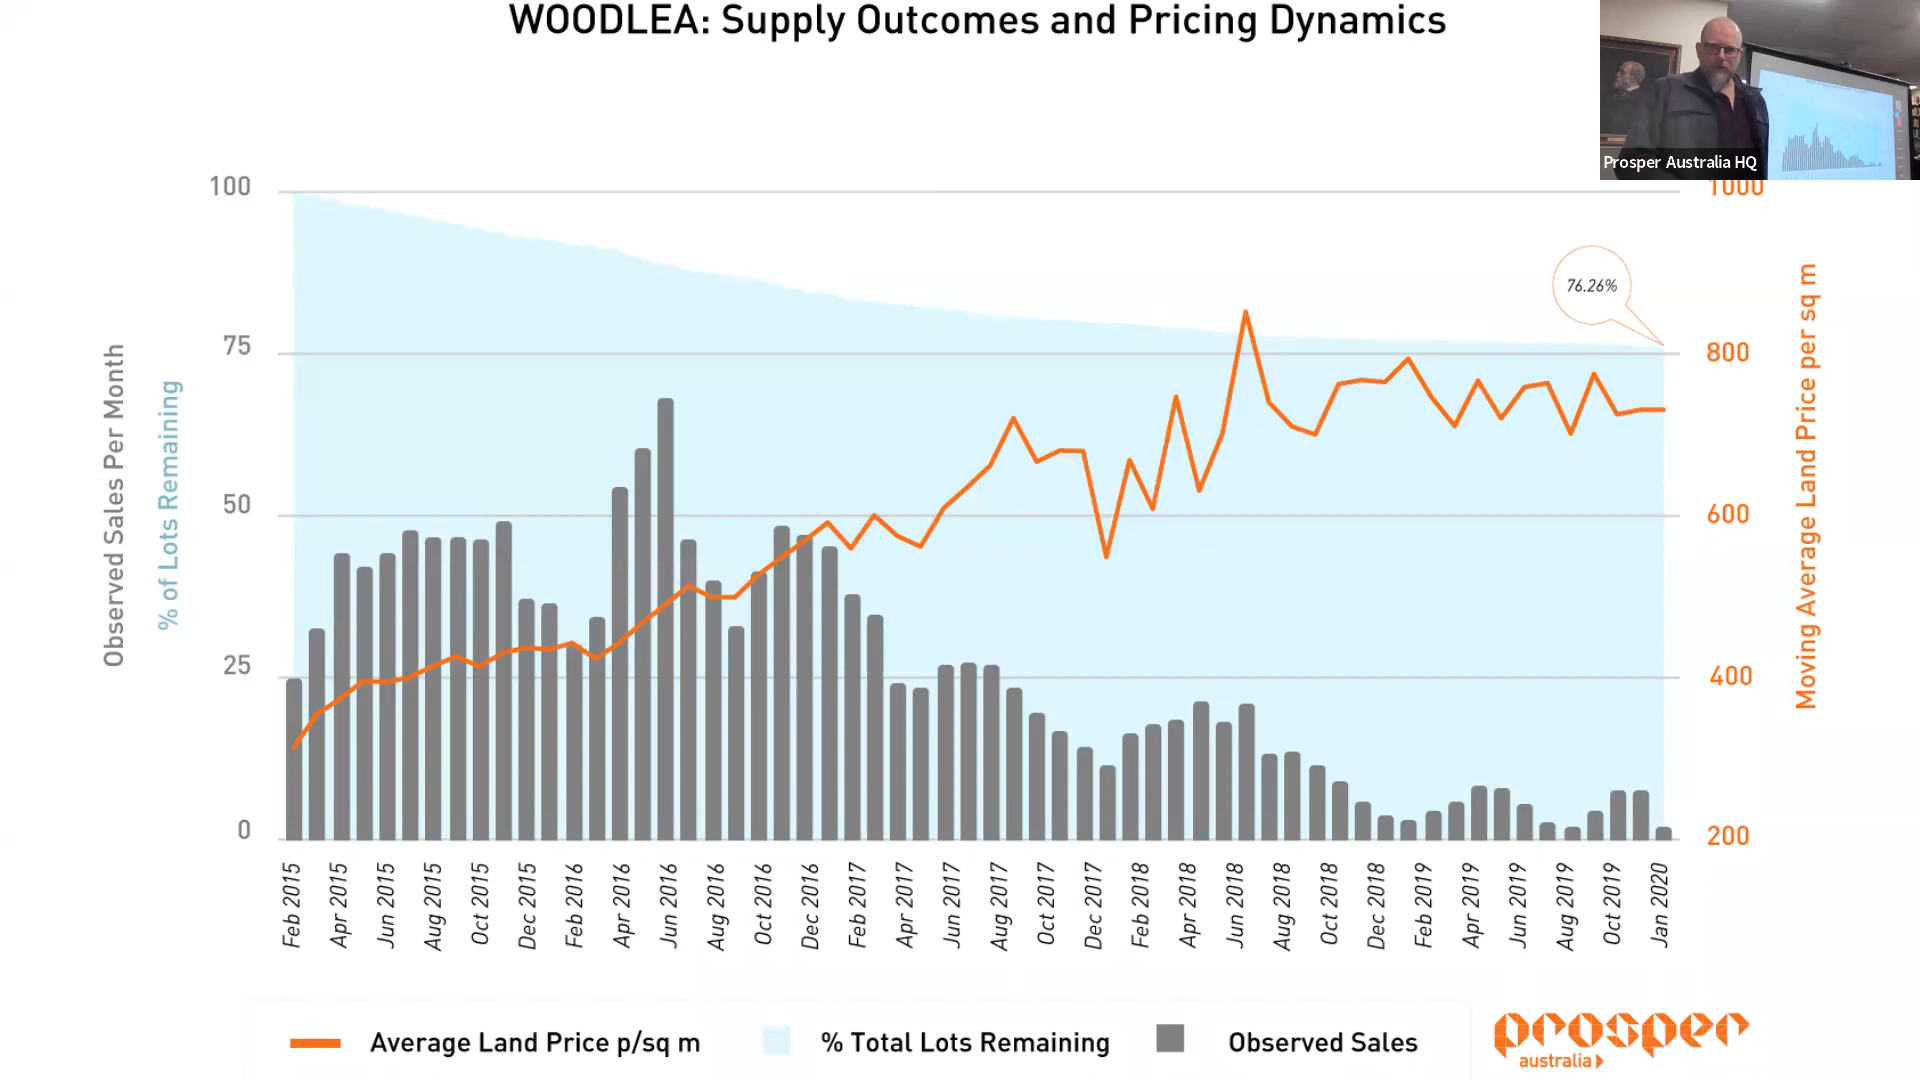 WOODLEA: Supply Outcomes and Pricing Dynamics
Prosper Australia HQ
100
75
50
25
0
Observed Sales Per Month
% of Lots Remaining
76.26%
1000
800
600
400
200
Moving Average Land Price per sq m
Feb 2015
Apr 2015
Jun 2015
Aug 2015
Oct 2015
Dec 2015
Feb 2016
Apr 2016
Jun 2016
Aug 2016
Oct 2016
Dec 2016
Feb 2017
Apr 2017
Jun 2017
Aug 2017
Oct 2017
Dec 2017
Feb 2018
Apr 2018
Jun 2018
Aug 2018
Oct 2018
Dec 2018
Feb 2019
Apr 2019
Jun 2019
Aug 2019
Oct 2019
Jan 2020
Average Land Price p/sq m
% Total Lots Remaining
Observed Sales
prosper
australia